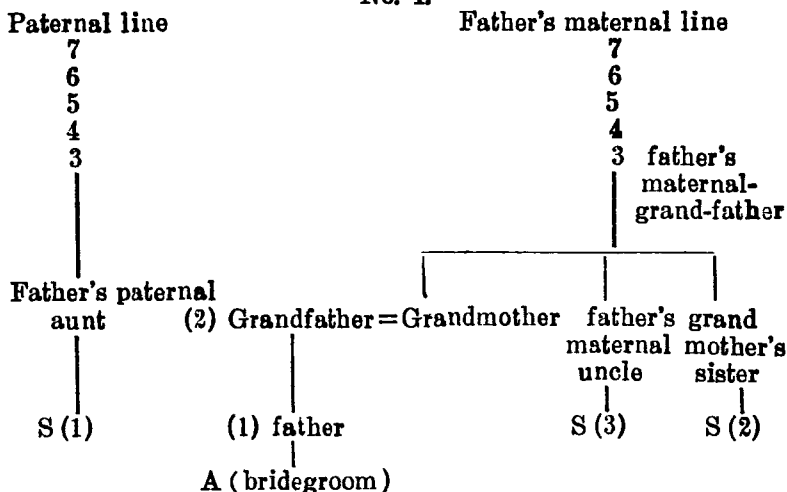 No. I.
Paternal line Father's maternal line
7 7
6 6
5 5
4 4
3 3 father's
maternal-
grand-father
Father's paternal
aunt (2) Grandfather=Grandmother father's grand
maternal mother's
uncle sister
S (1) (1) father S (3) S (2)
A ( bridegroom )